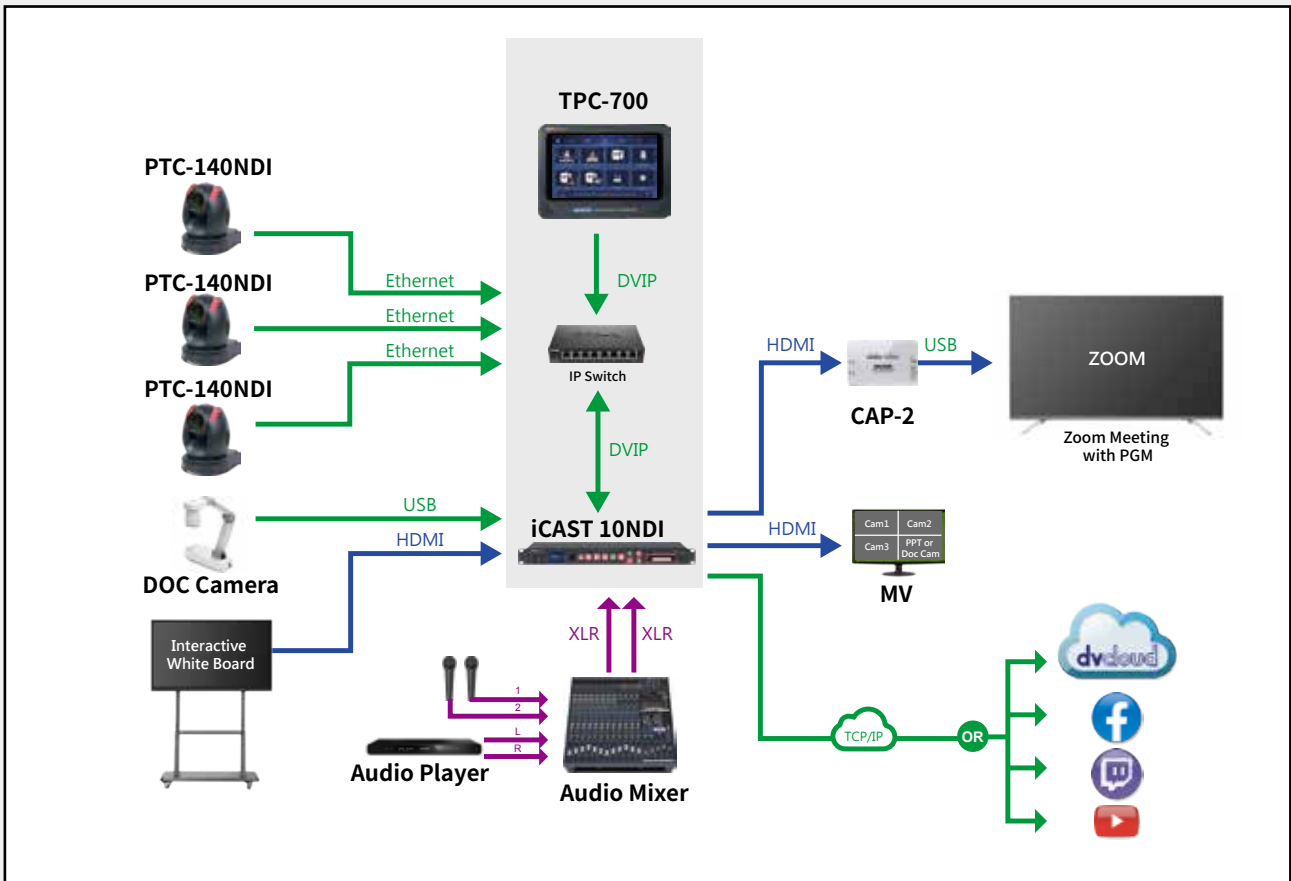 TPC-700
PTC-140NDI
Ethernet
DVIP
PTC-140NDI
Ethernet
Ethernet
IP Switch
PTC-140NDI
HDMI
USB
ZOOM
CAP-2
Zoom Meeting
with PGM
DVIP
USB
iCAST 10NDI
HDMI
DOC Camera
HDMI
Cam1
Cam2
Cam3
PPT or
Doc Cam
MV
Interactive
White Board
XLR
XLR
1
2
L
R
Audio Player
Audio Mixer
TCP/IP
OR
dvcloud